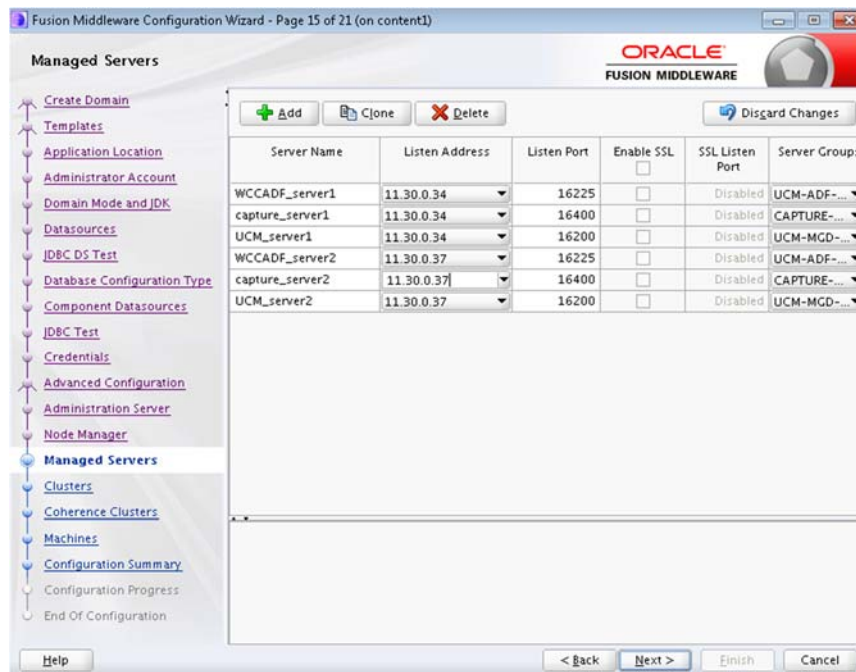 Fusion Middleware Configuration Wizard - Page 15 of 21 (on content1)
Managed Servers
ORACLE
FUSION MIDDLEWARE
Create Domain
Templates
Application Location
Administrator Account
Domain Mode and JDK
Datasources
JDBC DS Test
Database Configuration Type
Component Datasources
JDBC Test
Credentials
Advanced Configuration
Administration Server
Node Manager
Managed Servers
Clusters
Coherence Clusters
Machines
Configuration Summary
Configuration Progress
End Of Configuration
Add Clone Delete Discard Changes
Server Name Listen Address Listen Port Enable SSL SSL Listen Port Server Group
WCCADF_server1 11.30.0.34 16225 Disabled UCM-ADF-...
capture_server1 11.30.0.34 16400 Disabled CAPTURE-...
UCM_server1 11.30.0.34 16200 Disabled UCM-MGD-...
WCCADF_server2 11.30.0.37 16225 Disabled UCM-ADF-...
capture_server2 11.30.0.37 16400 Disabled CAPTURE-...
UCM_server2 11.30.0.37 16200 Disabled UCM-MGD-...
Help < Back Next > Finish Cancel